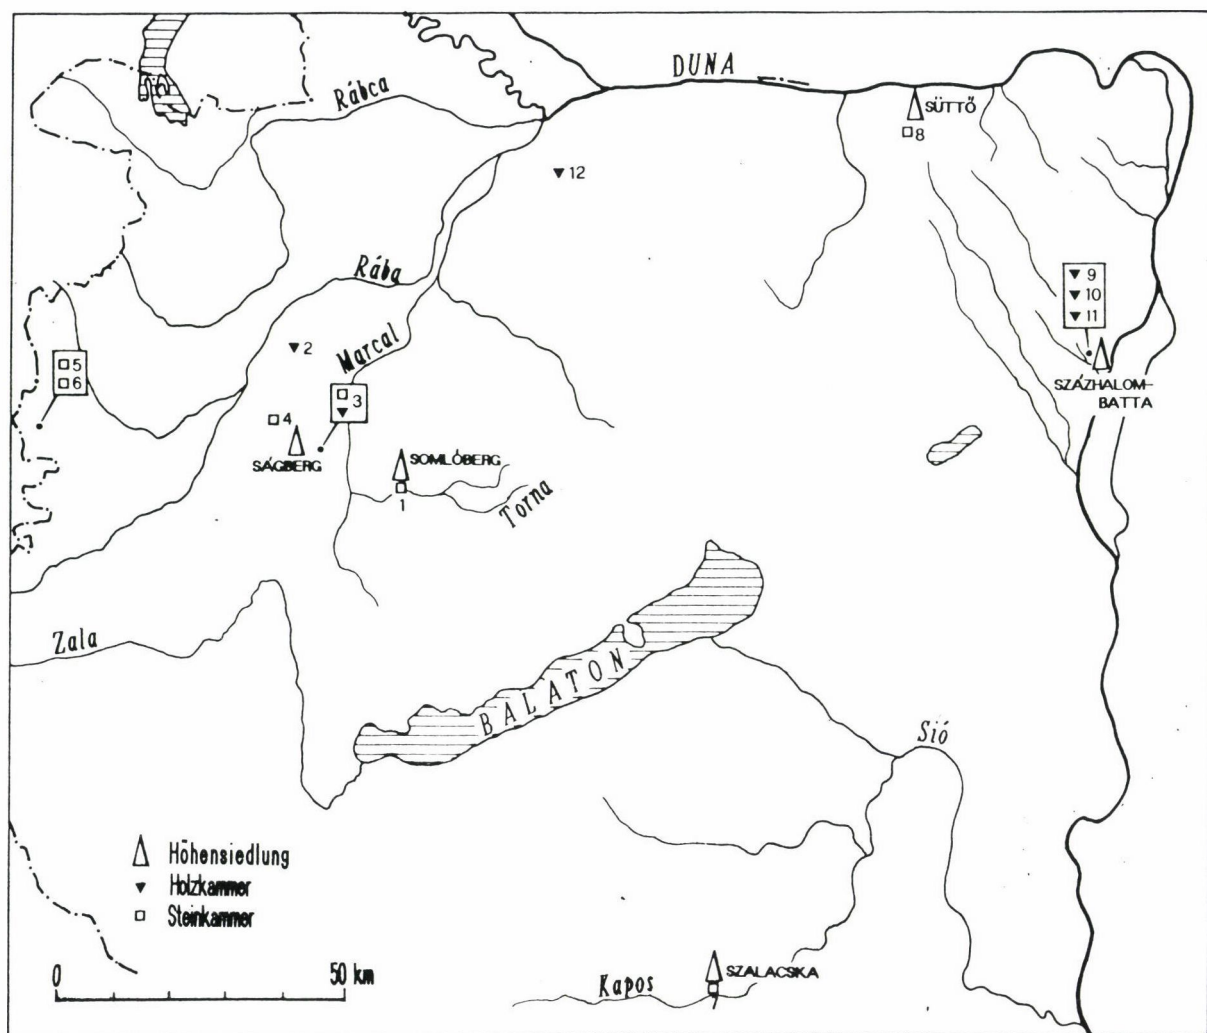 DUNA
Rábca
SÜTTŐ
8
12
Rába
9
10
11
Marcal
2
5
6
3
SZÁZHALOM-
BATTA
4
SÁGBERG
SOMLÓBERG
1
Torna
Zala
BALATON
Sió
Höhensiedlung
Holzkammer
Steinkammer
0
50 km
SZALACSKA
Kapos
7